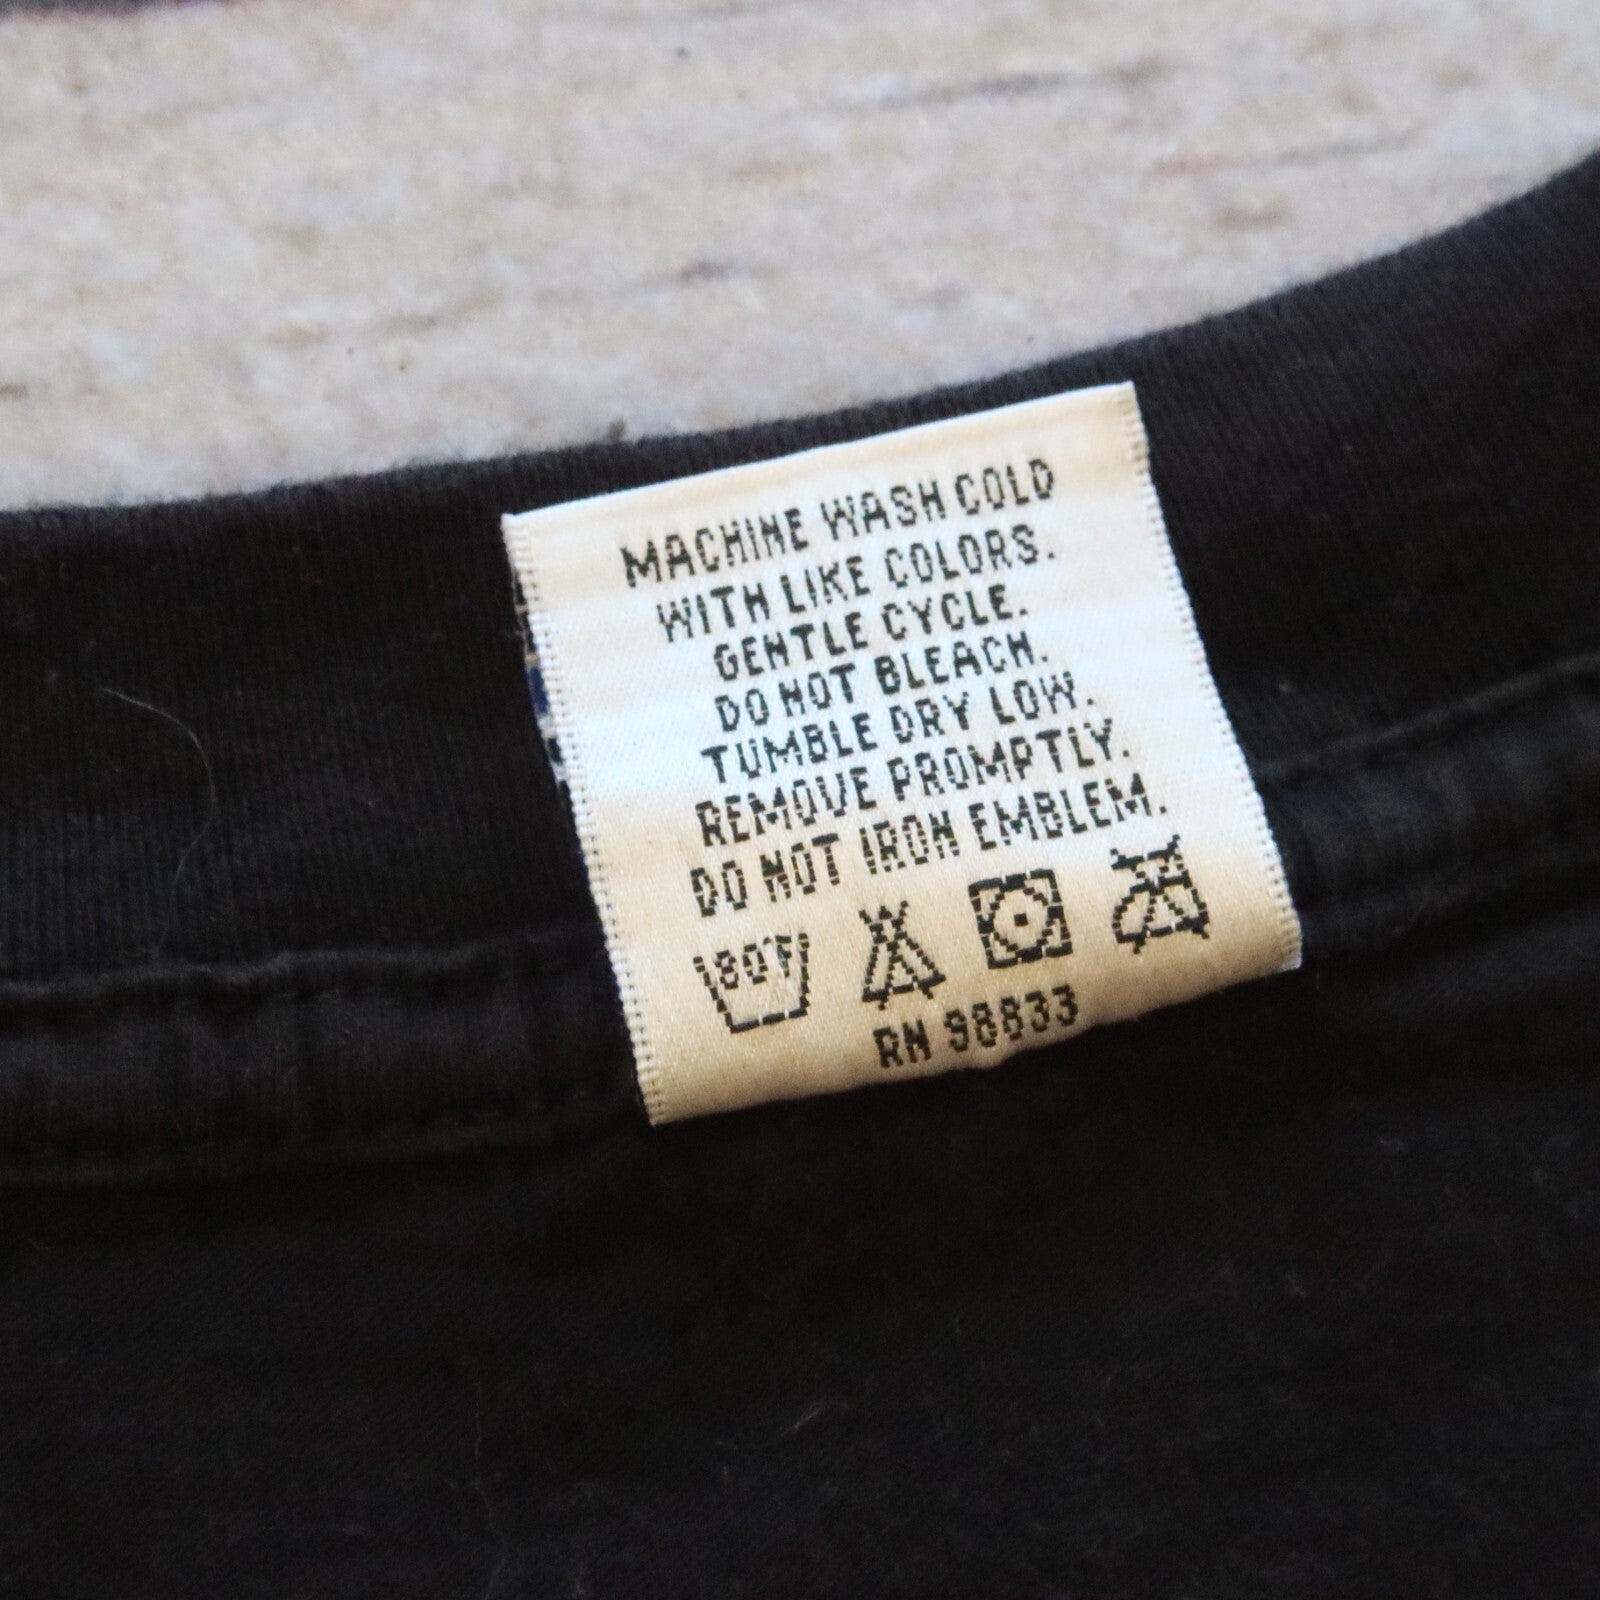 MACHINE WASH COLD
WITH LIKE COLORS.
GENTLE CYCLE.
DO NOT BLEACH.
TUMBLE DRY LOW.
REMOVE PROMPTLY.
DO NOT IRON EMBLEM.
80°F
RN 98833